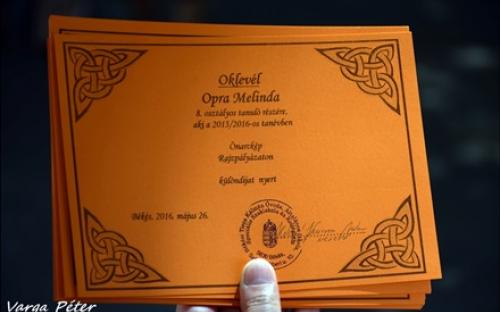 Oklevél
Opra Melinda
8. osztályos tanuló részére,
aki a 2015/2016-os tanévben
Önarckép
Rajzpályázaton
különdíjat nyert
Békés, 2016. május 26.
Varga Péter